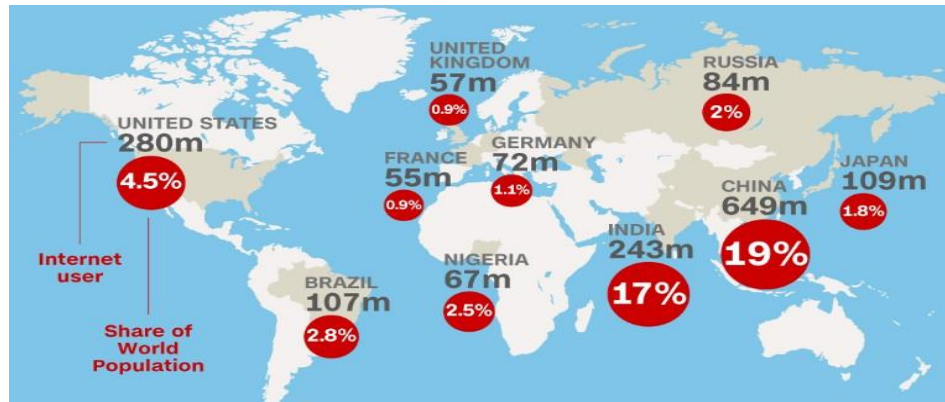 UNITED
KINGDOM
57m
0.9%
RUSSIA
84m
2%
UNITED STATES
280m
4.5%
FRANCE
55m
0.9%
GERMANY
72m
1.1%
JAPAN
109m
1.8%
CHINA
649m
19%
INDIA
243m
17%
NIGERIA
67m
2.5%
BRAZIL
107m
2.8%
Internet
user
Share of
World
Population